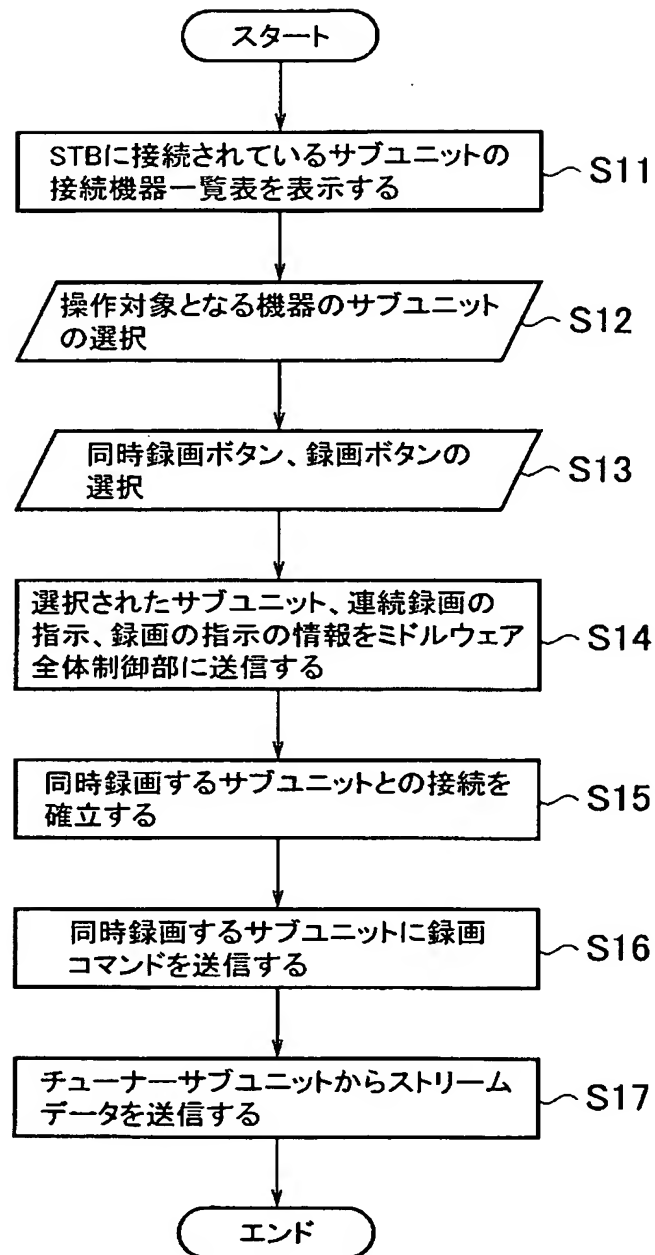 スタート
STBに接続されているサブユニットの
接続機器一覧表を表示する
S11
操作対象となる機器のサブユニット
の選択
S12
同時録画ボタン、録画ボタンの
選択
S13
選択されたサブユニット、連続録画の
指示、録画の指示の情報をミドルウェア
全体制御部に送信する
S14
同時録画するサブユニットとの接続を
確立する
S15
同時録画するサブユニットに録画
コマンドを送信する
S16
チューナーサブユニットからストリーム
データを送信する
S17
エンド